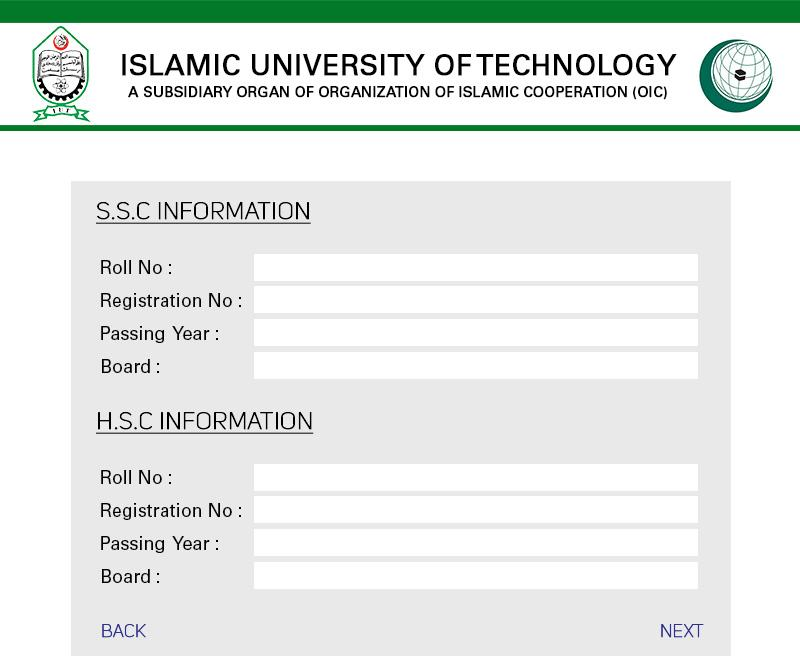 ISLAMIC UNIVERSITY OF TECHNOLOGY
A SUBSIDIARY ORGAN OF ORGANIZATION OF ISLAMIC COOPERATION (OIC)
I U T
S.S.C INFORMATION
Roll No :
Registration No :
Passing Year :
Board :
H.S.C INFORMATION
Roll No :
Registration No :
Passing Year :
Board :
BACK
NEXT